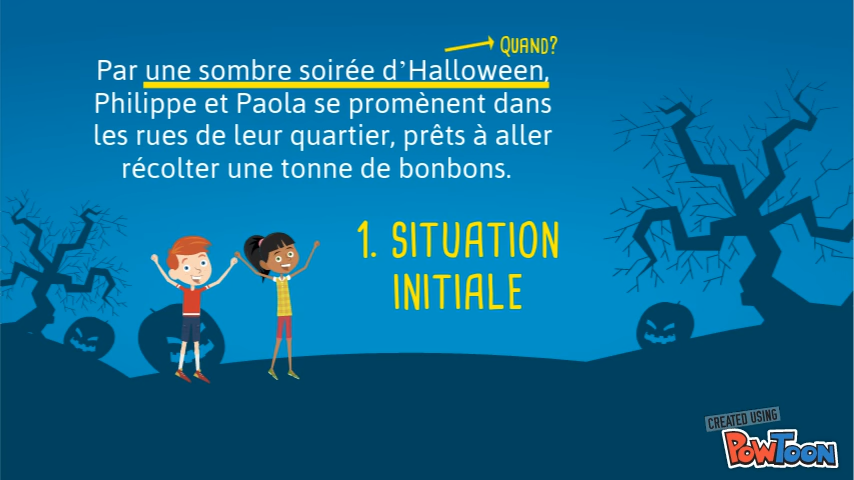 QUAND?
Par une sombre soirée d’Halloween,
Philippe et Paola se promènent dans
les rues de leur quartier, prêts à aller
récolter une tonne de bonbons.
1. SITUATION
INITIALE
CREATED USING
POWTOON